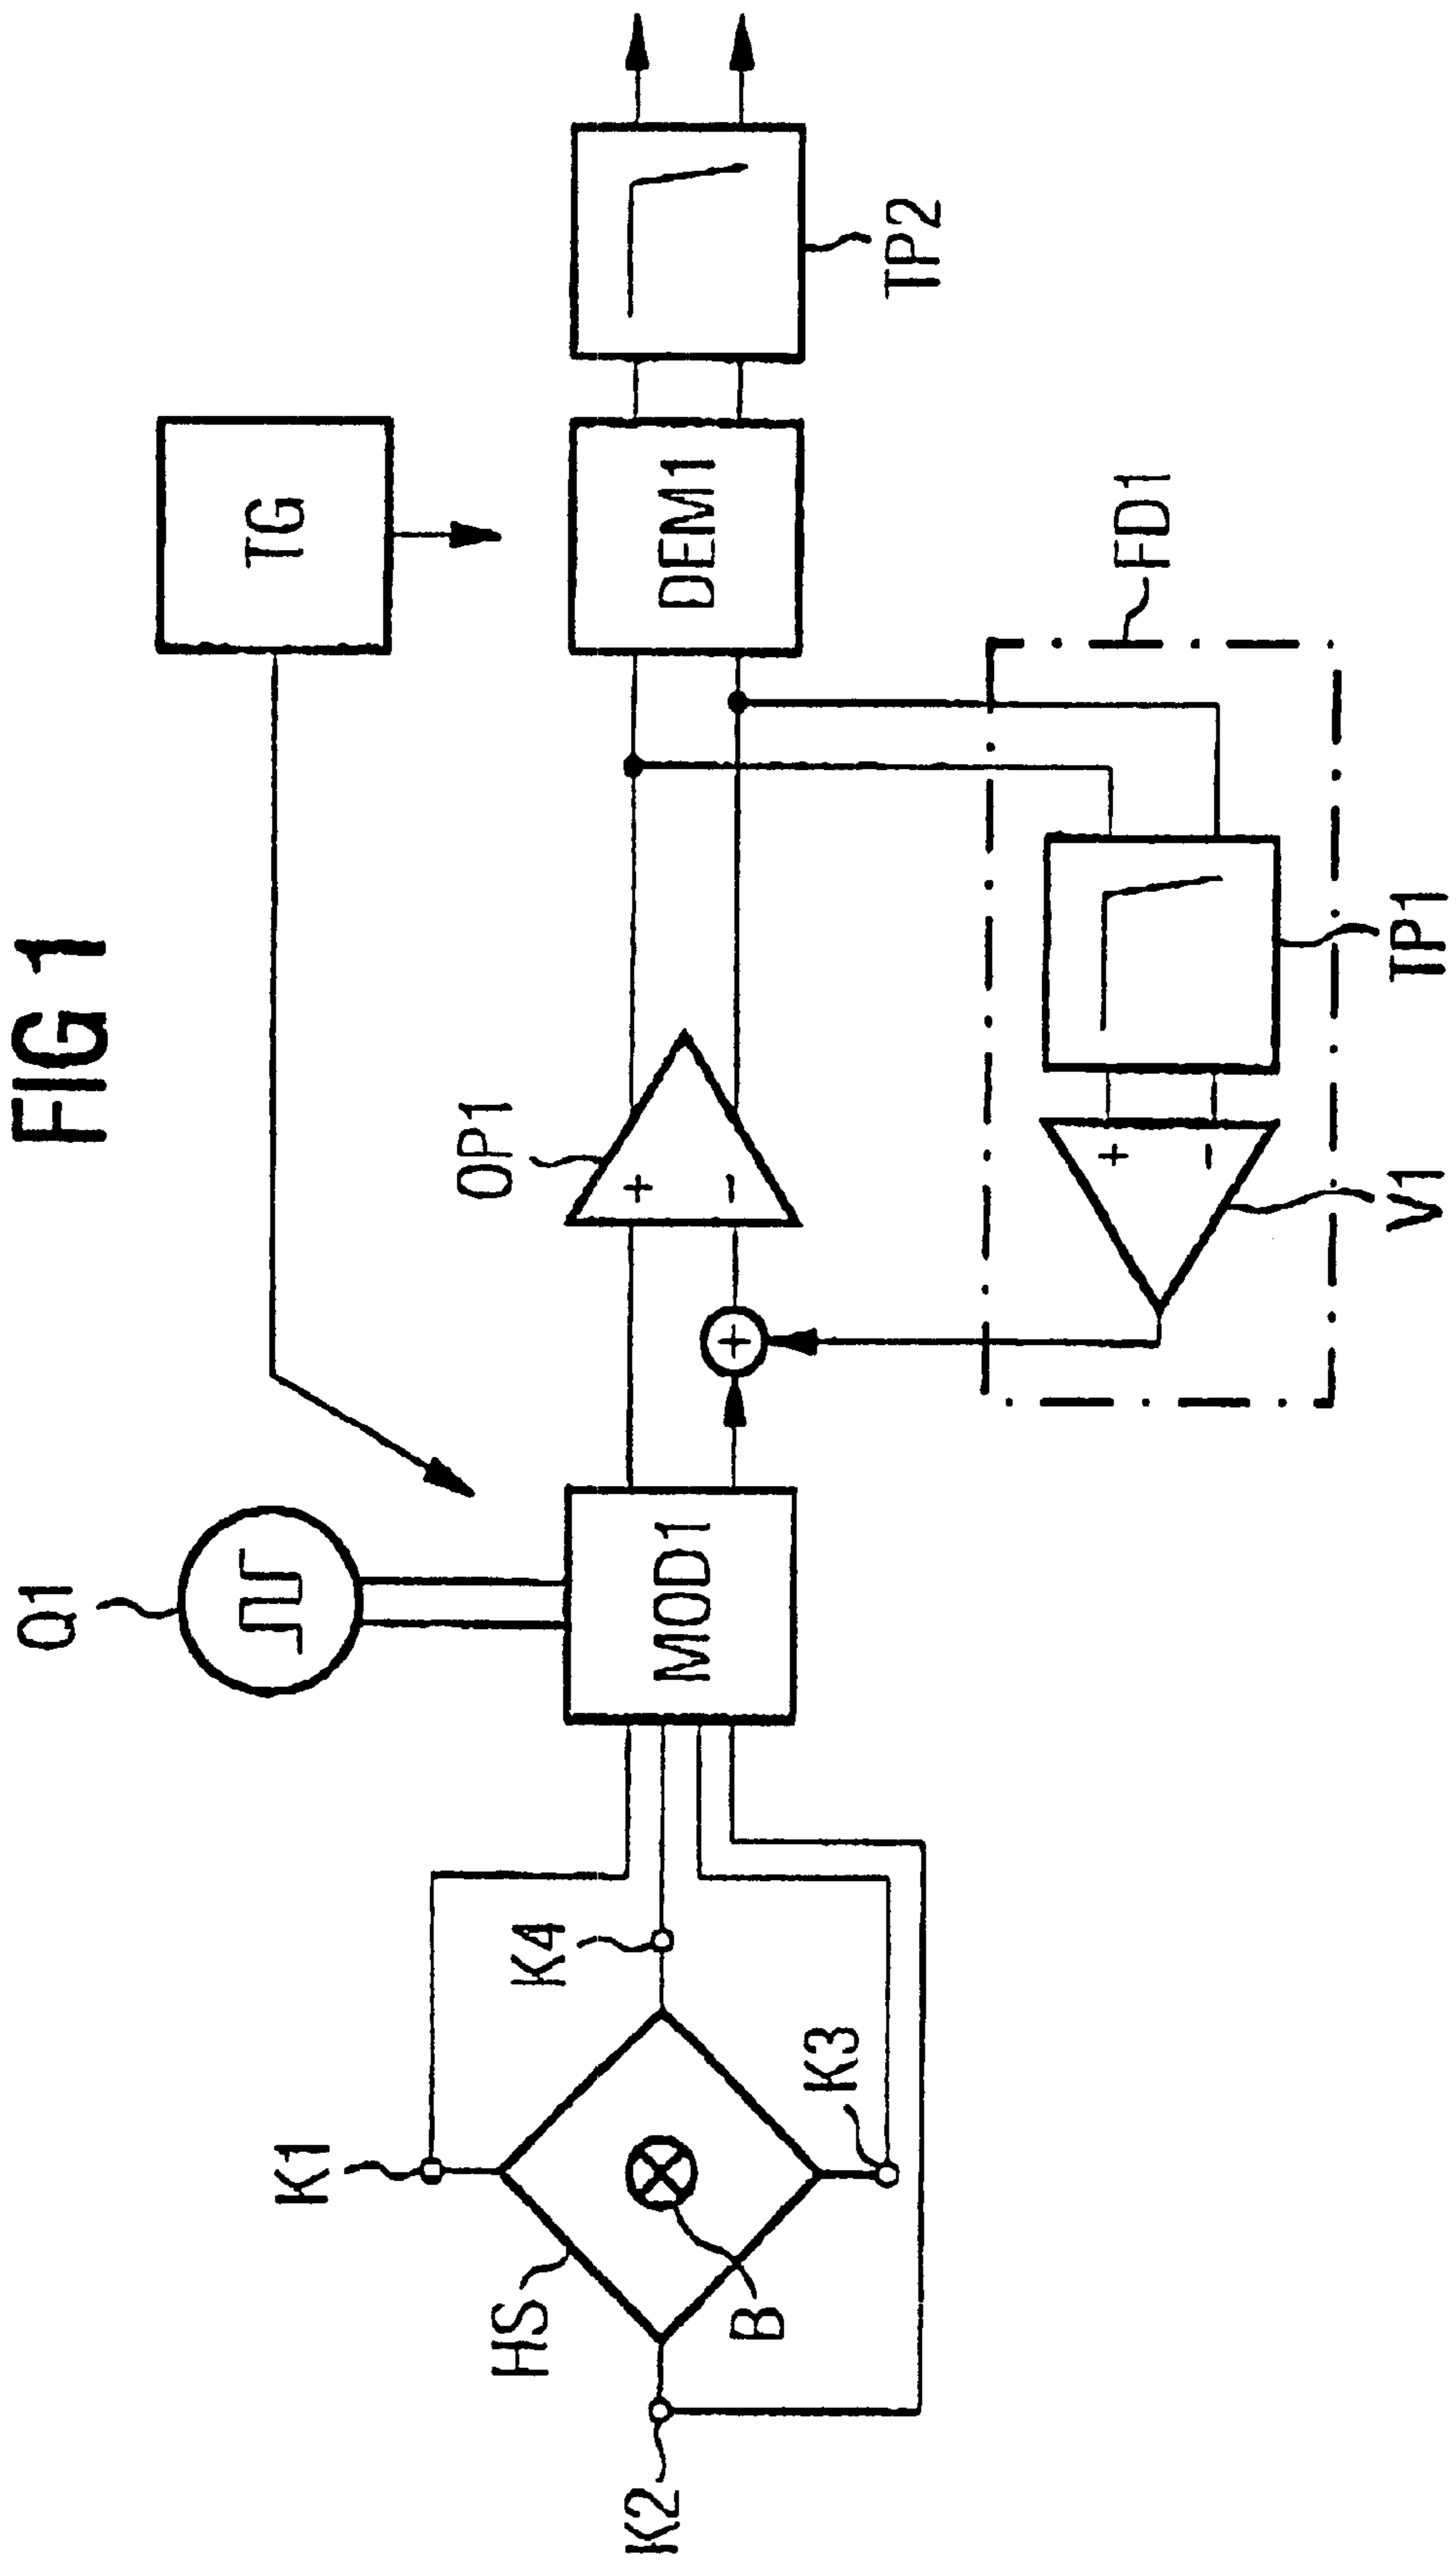 FIG 1
Q1
TG
K1
HS
K4
OP1
MOD1
+
-
+
DEM1
TP2
K2
B
K3
FD1
+
-
V1
TP1